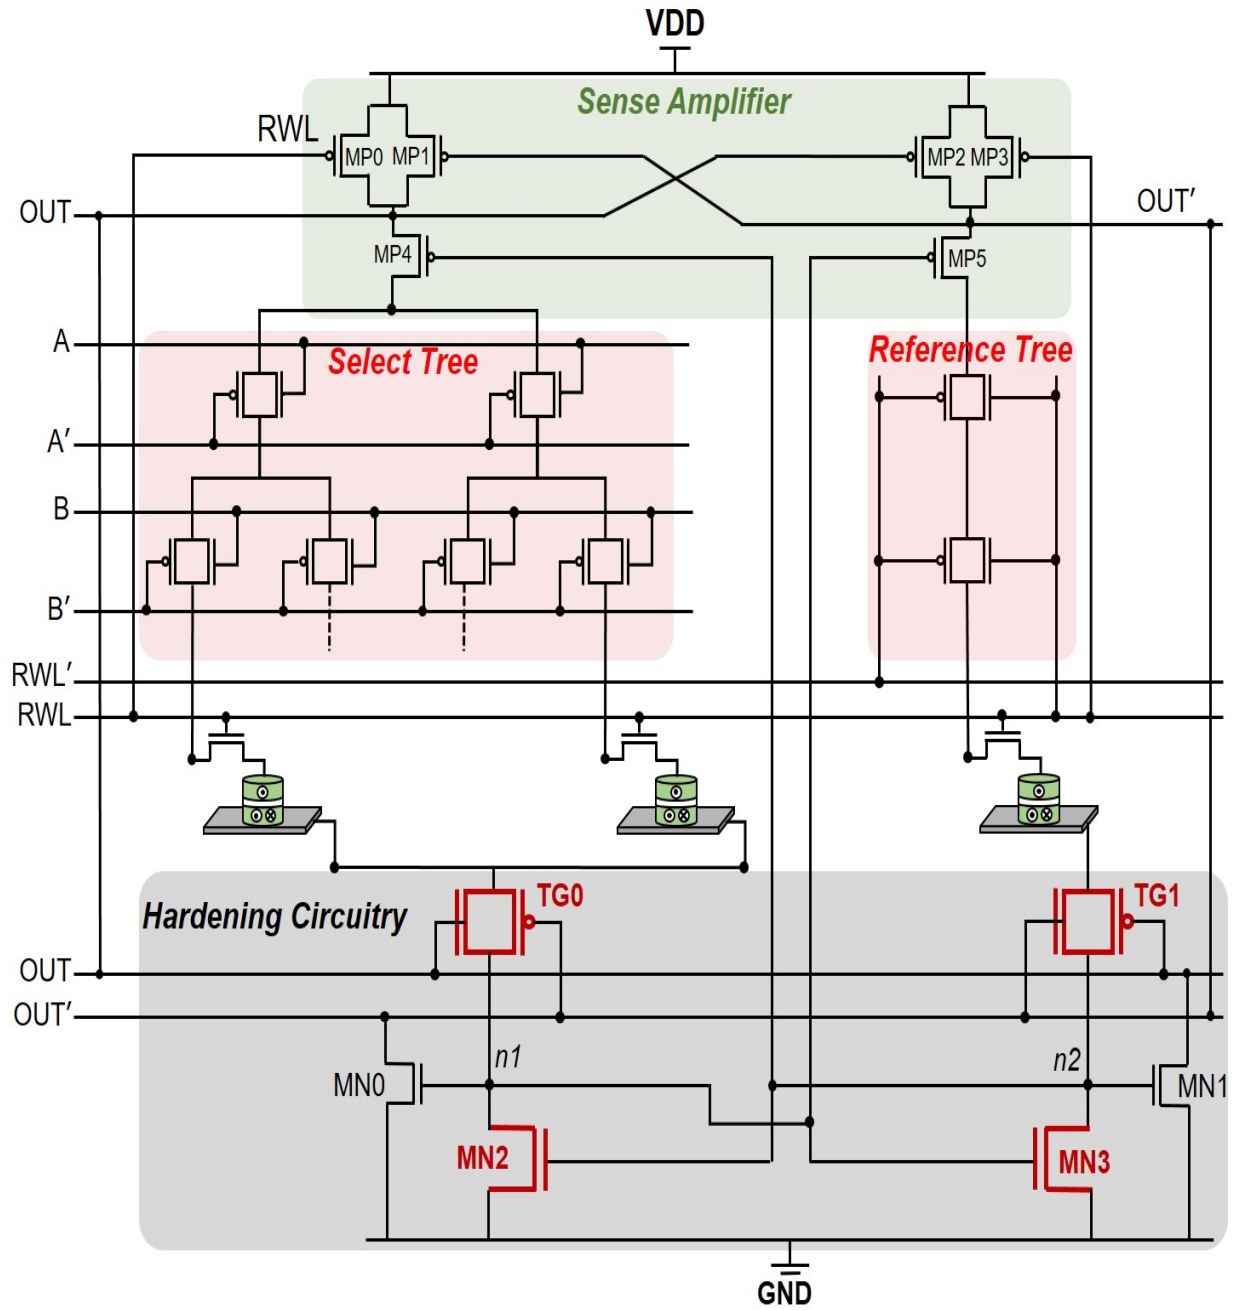 VDD
Sense Amplifier
RWL
MP0 MP1
MP2 MP3
OUT
OUT′
MP4
MP5
A
Select Tree
Reference Tree
A′
B
B′
RWL′
RWL
TG0
TG1
Hardening Circuitry
OUT
OUT′
n1
n2
MN0
MN1
MN2
MN3
GND